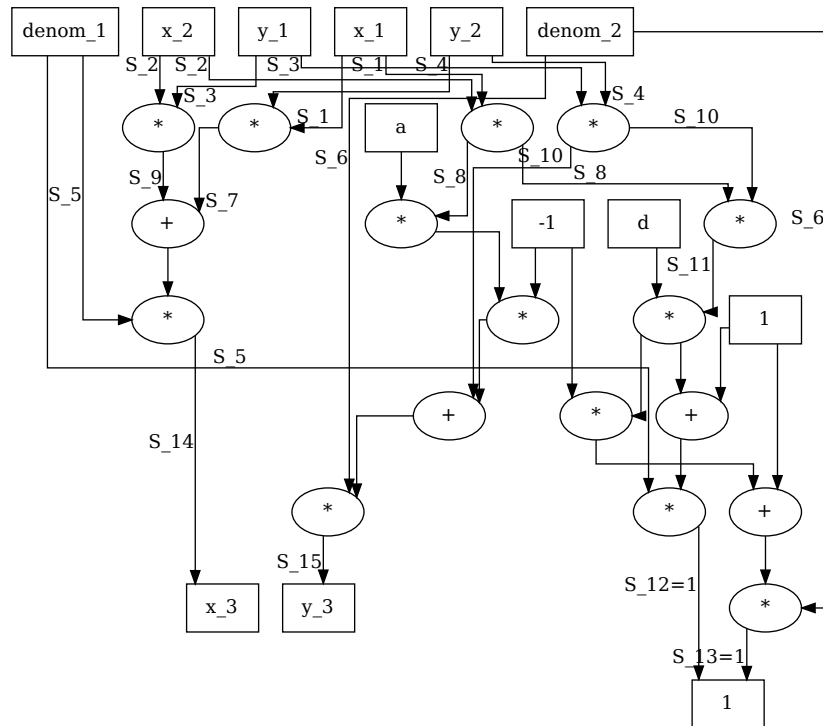 denom_1
x_2
y_1
x_1
y_2
denom_2
S_2
S_2
S_3
S_1
S_4
S_3
S_4
S_1
S_10
*
*
a
*
*
S_6
S_10
S_9
S_8
S_8
S_5
S_7
+
*
-1
d
*
S_6
S_11
*
*
*
1
S_5
+
*
+
S_14
*
*
+
S_15
S_12=1
x_3
y_3
*
S_13=1
1